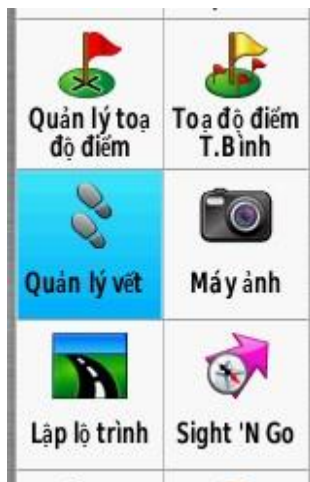 Quản lý toạ
độ điểm
Toạ độ điểm
T.Bình
Quản lý vết
Máy ảnh
Lập lộ trình
Sight 'N Go